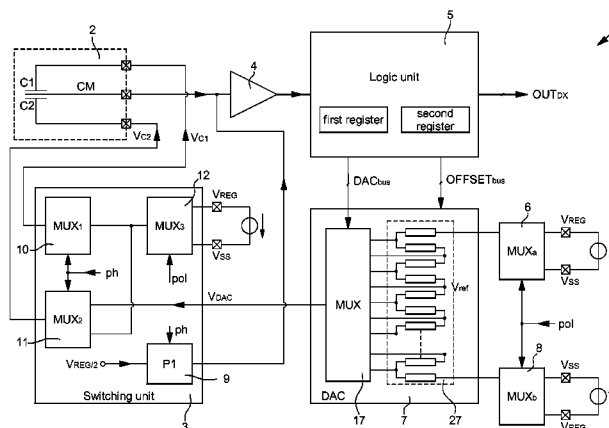 2
C1
CM
C2
VC2
VC1
4
5
Logic unit
first register
second register
OUTDX
DACbus
OFFSETbus
12
MUX1
10
MUX3
VREG
VSS
ph
pol
MUX2
11
VDAC
ph
VREG/2
P1
9
Switching unit
3
MUX
17
Vref
DAC
7
27
6
MUXa
VREG
VSS
pol
8
MUXb
VSS
VREG